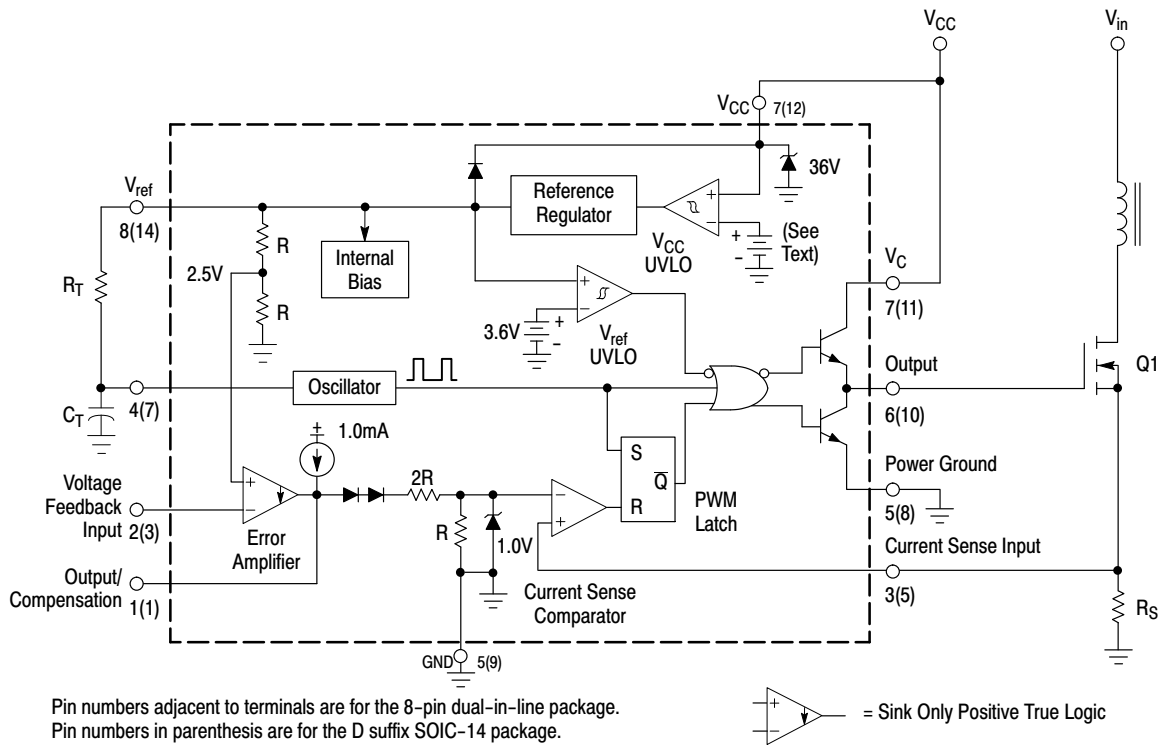 VCC
Vin
VCC 7(12)
Vref
8(14)
36V
Reference
Regulator
+
−
VCC
UVLO
+
−
(See
Text)
VC
7(11)
R
Internal
Bias
2.5V
RT
R
+
−
3.6V
+
−
Vref
UVLO
Output
6(10)
Q1
Oscillator
4(7)
CT
1.0mA
+
S
Q
R
PWM
Latch
Power Ground
5(8)
Voltage
Feedback
Input
2(3)
+
−
Error
Amplifier
2R
R
1.0V
−
+
Current Sense
Comparator
Current Sense Input
3(5)
RS
Output/
Compensation
1(1)
GND 5(9)
Pin numbers adjacent to terminals are for the 8−pin dual−in−line package.
Pin numbers in parenthesis are for the D suffix SOIC−14 package.
+
−
= Sink Only Positive True Logic